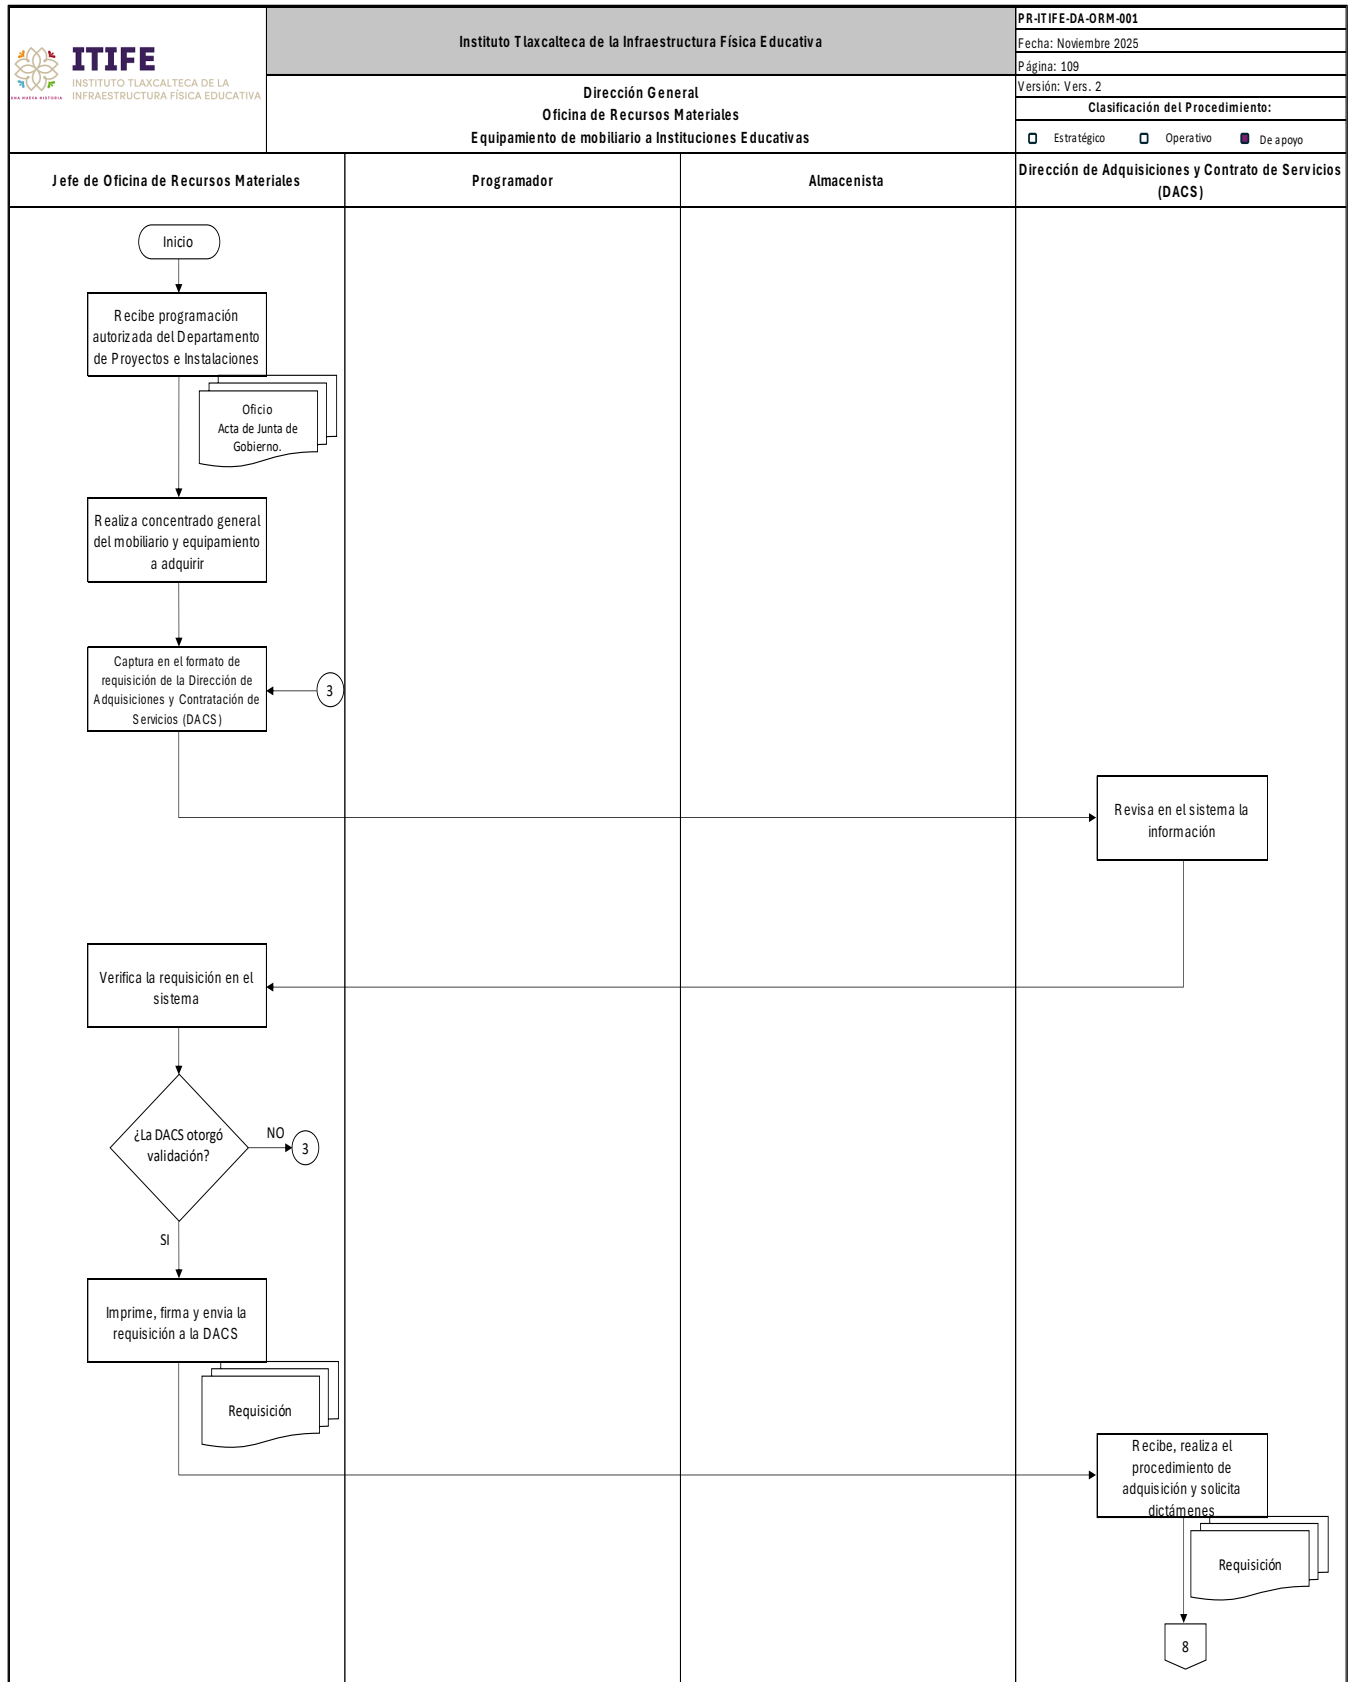 ITIFE
INSTITUTO TLAXCALTECA DE LA
INFRAESTRUCTURA FÍSICA EDUCATIVA
UNA NUEVA HISTORIA
Instituto Tlaxcalteca de la Infraestructura Física Educativa
Dirección General
Oficina de Recursos Materiales
Equipamiento de mobiliario a Instituciones Educativas
PR-ITIFE-DA-ORM-001
Fecha: Noviembre 2025
Página: 109
Versión: Vers. 2
Clasificación del Procedimiento:
Estratégico Operativo De apoyo
Jefe de Oficina de Recursos Materiales
Programador
Almacenista
Dirección de Adquisiciones y Contrato de Servicios
(DACS)
Inicio
Recibe programación
autorizada del Departamento
de Proyectos e Instalaciones
Oficio
Acta de Junta de
Gobierno.
Realiza concentrado general
del mobiliario y equipamiento
a adquirir
Captura en el formato de
requisición de la Dirección de
Adquisiciones y Contratación de
Servicios (DACS)
3
Revisa en el sistema la
información
Verifica la requisición en el
sistema
¿La DACS otorgó
validación?
NO
3
SI
Imprime, firma y envia la
requisición a la DACS
Requisición
Recibe, realiza el
procedimiento de
adquisición y solicita
dictámenes
Requisición
8